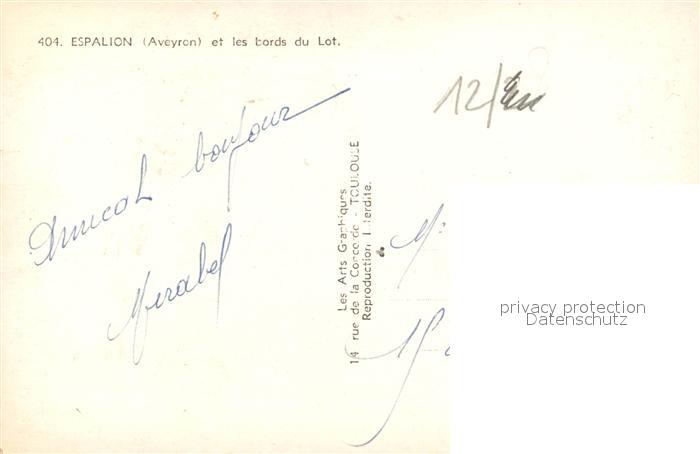 404. ESPALION (Aveyron) et les bords du Lot.
12/
Amical bonjour
Mirabel
Les Arts Graphiques
14 rue de la Concorde - TOULOUSE
Reproduction Interdite.
M.
privacy protection
Datenschutz